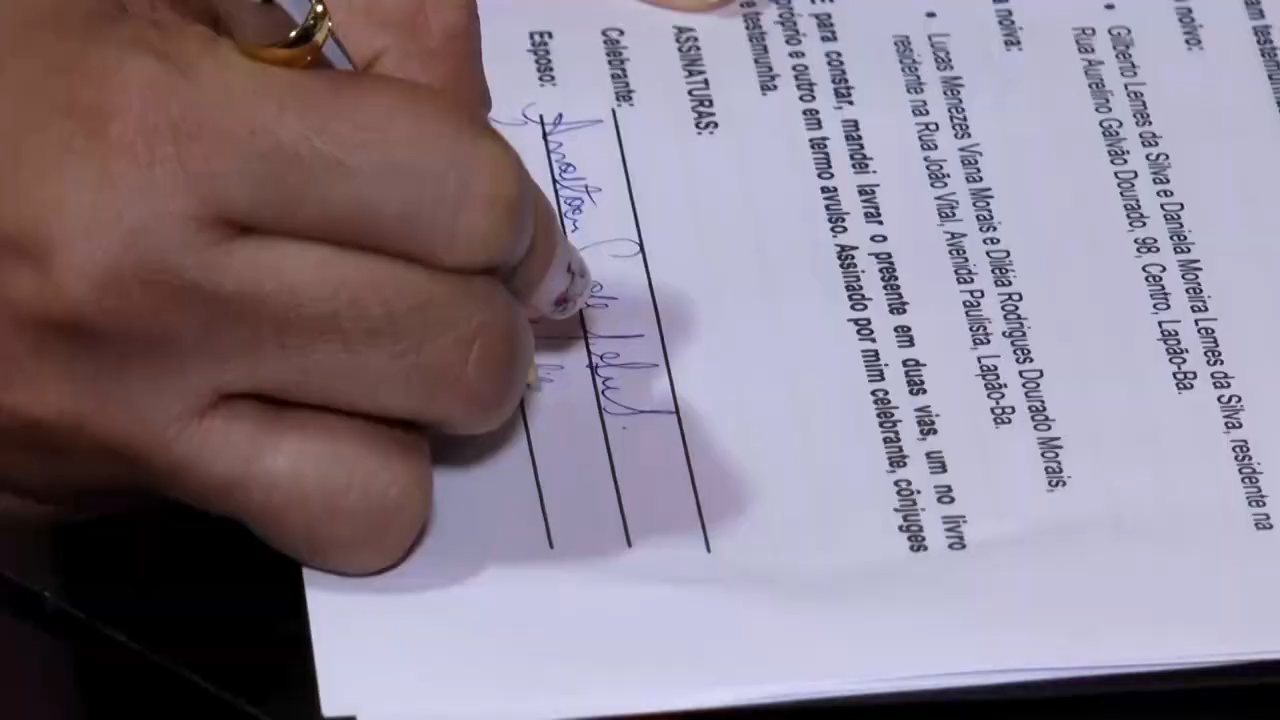 am testemun
noivo:
• Gilberto Lemes da Silva e Daniela Moreira Lemes da Silva, residente na
Rua Aurelino Galvão Dourado, 98, Centro, Lapão-Ba.
a noiva:
• Lucas Menezes Viana Morais e Diléia Rodrigues Dourado Morais,
residente na Rua João Vital, Avenida Paulista, Lapão-Ba.
E para constar, mandei lavrar o presente em duas vias, um no livro
próprio e outro em termo avulso. Assinado por mim celebrante, cônjuges
e testemunha.
ASSINATURAS:
Celebrante:
Esposo: